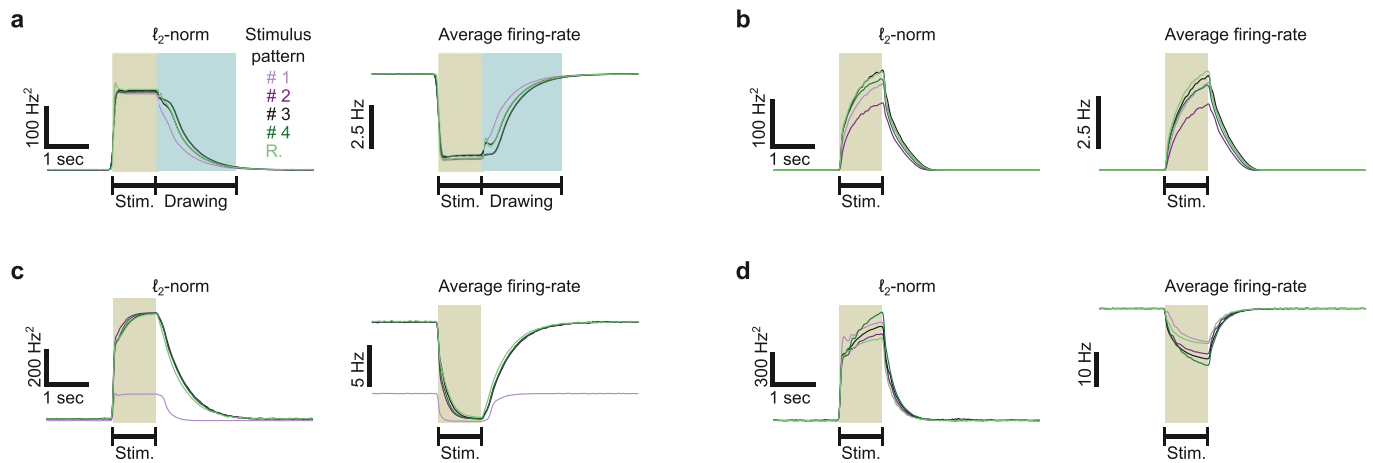 a
ℓ2-norm
Stimulus
pattern
# 1
# 2
# 3
# 4
R.
100 Hz²
1 sec
Stim.
Drawing
Average firing-rate
2.5 Hz
Stim.
Drawing
b
ℓ2-norm
100 Hz²
1 sec
Stim.
Average firing-rate
2.5 Hz
Stim.
c
ℓ2-norm
200 Hz²
1 sec
Stim.
Average firing-rate
5 Hz
Stim.
d
ℓ2-norm
300 Hz²
1 sec
Stim.
Average firing-rate
10 Hz
Stim.